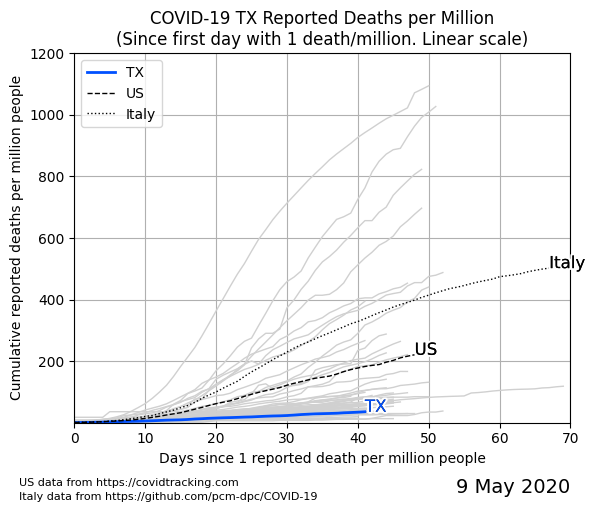 COVID-19 TX Reported Deaths per Million
(Since first day with 1 death/million. Linear scale)
Cumulative reported deaths per million people
1200
1000
800
600
400
200
TX
US
Italy
Italy
US
TX
0 10 20 30 40 50 60 70
Days since 1 reported death per million people
US data from https://covidtracking.com
Italy data from https://github.com/pcm-dpc/COVID-19
9 May 2020